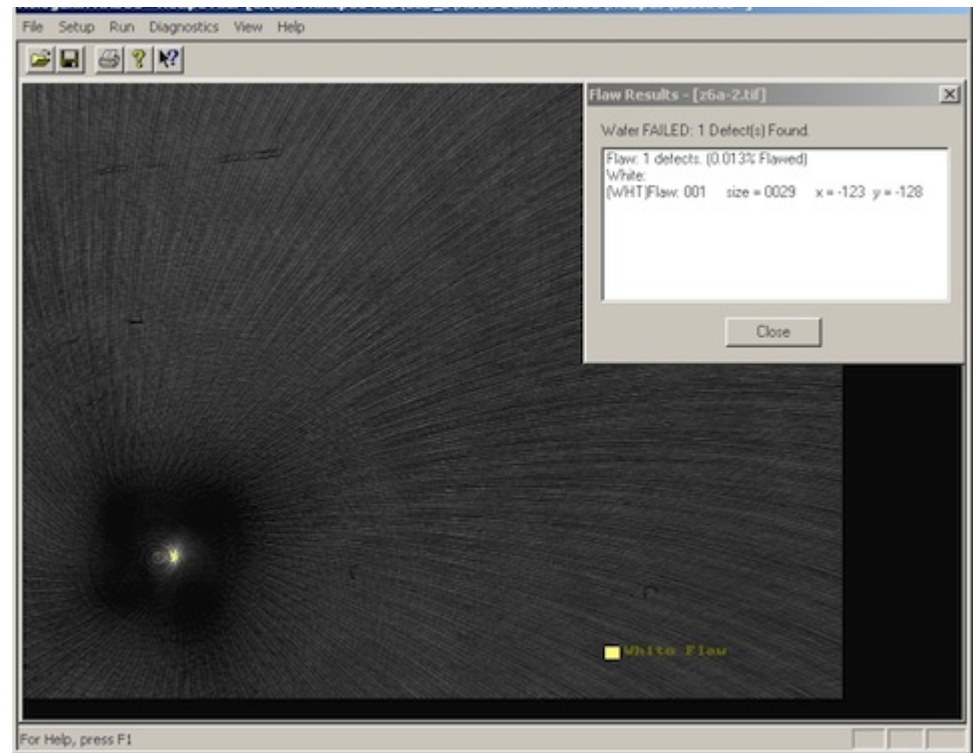 File Setup Run Diagnostics View Help
Flaw Results - [z6a-2.tif]
Wafer FAILED: 1 Defect(s) Found.
Flaw: 1 defects. (0.013% Flawed)
White:
(WHT)Flaw: 001 size = 0029 x = -123 y = -128
Close
White Flaw
For Help, press F1